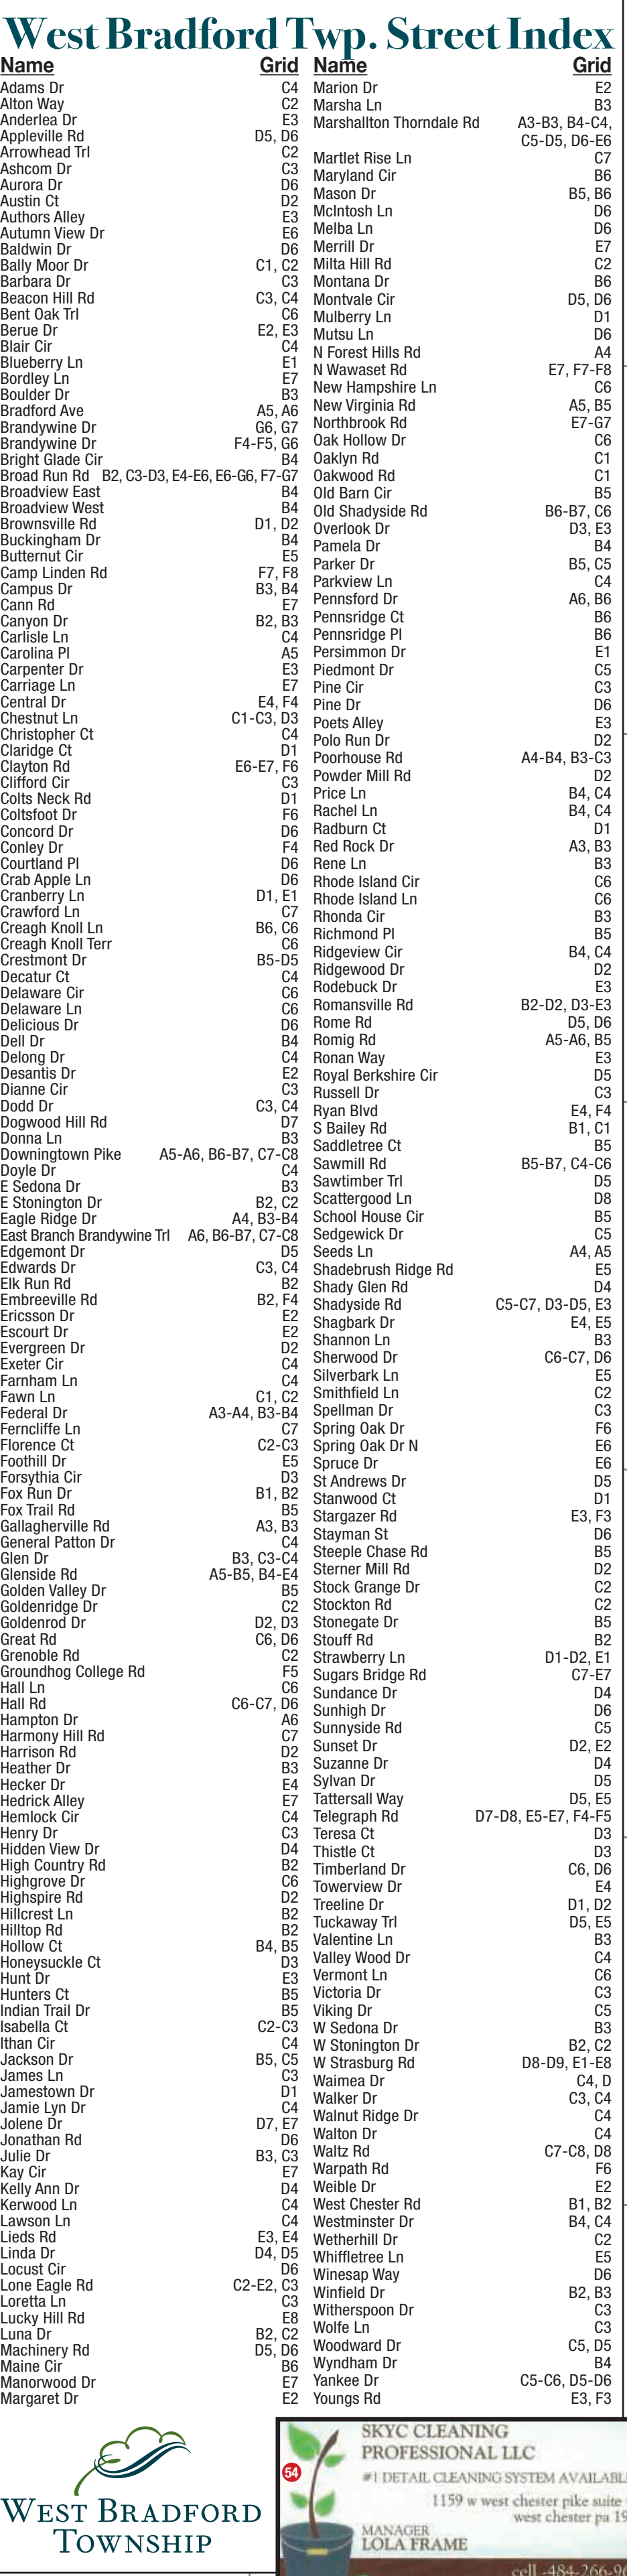 West Bradford Twp. Street Index
Name Grid
Adams Dr C4
Alton Way C2
Anderlea Dr E3
Appleville Rd D5, D6
Arrowhead Trl C2
Ashcom Dr C3
Aurora Dr D6
Austin Ct D2
Authors Alley E3
Autumn View Dr E6
Baldwin Dr D6
Bally Moor Dr C1, C2
Barbara Dr C3
Beacon Hill Rd C3, C4
Bent Oak Trl C6
Berue Dr E2, E3
Blair Cir C4
Blueberry Ln E1
Bordley Ln E7
Boulder Dr B3
Bradford Ave A5, A6
Brandywine Dr G6, G7
Brandywine Dr F4-F5, G6
Bright Glade Cir B4
Broad Run Rd B2, C3-D3, E4-E6, E6-G6, F7-G7
Broadview East B4
Broadview West B4
Brownsville Rd D1, D2
Buckingham Dr B4
Butternut Cir E5
Camp Linden Rd F7, F8
Campus Dr B3, B4
Cann Rd E7
Canyon Dr B2, B3
Carlisle Ln C4
Carolina Pl A5
Carpenter Dr E3
Carriage Ln E7
Central Dr E4, F4
Chestnut Ln C1-C3, D3
Christopher Ct C4
Claridge Ct D1
Clayton Rd E6-E7, F6
Clifford Cir C3
Colts Neck Rd D1
Coltsfoot Dr F6
Concord Dr D6
Conley Dr F4
Courtland Pl D6
Crab Apple Ln D6
Cranberry Ln D1, E1
Crawford Ln C7
Creagh Knoll Ln B6, C6
Creagh Knoll Terr C6
Crestmont Dr B5-D5
Decatur Ct C4
Delaware Cir C6
Delaware Ln C6
Delicious Dr D6
Dell Dr B4
Delong Dr C4
Desantis Dr E2
Dianne Cir C3
Dodd Dr C3, C4
Dogwood Hill Rd D7
Donna Ln B3
Downingtown Pike A5-A6, B6-B7, C7-C8
Doyle Dr C4
E Sedona Dr B3
E Stonington Dr B2, C2
Eagle Ridge Dr A4, B3-B4
East Branch Brandywine Trl A6, B6-B7, C7-C8
Edgemont Dr D5
Edwards Dr C3, C4
Elk Run Rd B2
Embreeville Rd B2, F4
Ericsson Dr E2
Escourt Dr E2
Evergreen Dr D2
Exeter Cir C4
Farnham Ln C4
Fawn Ln C1, C2
Federal Dr A3-A4, B3-B4
Ferncliffe Ln C7
Florence Ct C2-C3
Foothill Dr E5
Forsythia Cir D3
Fox Run Dr B1, B2
Fox Trail Rd B5
Gallagherville Rd A3, B3
General Patton Dr C4
Glen Dr B3, C3-C4
Glenside Rd A5-B5, B4-E4
Golden Valley Dr B5
Goldenridge Dr C2
Goldenrod Dr D2, D3
Great Rd C6, D6
Grenoble Rd C2
Groundhog College Rd F5
Hall Ln C6
Hall Rd C6-C7, D6
Hampton Dr A6
Harmony Hill Rd C7
Harrison Rd D2
Heather Dr B3
Hecker Dr E4
Hedrick Alley E7
Hemlock Cir C4
Henry Dr C3
Hidden View Dr D4
High Country Rd B2
Highgrove Dr C6
Highspire Rd D2
Hillcrest Ln B2
Hilltop Rd B2
Hollow Ct B4, B5
Honeysuckle Ct D3
Hunt Dr E3
Hunters Ct B5
Indian Trail Dr B5
Isabella Ct C2-C3
Ithan Cir C4
Jackson Dr B5, C5
James Ln C3
Jamestown Dr D1
Jamie Lyn Dr C4
Jolene Dr D7, E7
Jonathan Rd D6
Julie Dr B3, C3
Kay Cir E7
Kelly Ann Dr D4
Kerwood Ln C4
Lawson Ln C4
Lieds Rd E3, E4
Linda Dr D4, D5
Locust Cir D6
Lone Eagle Rd C2-E2, C3
Loretta Ln C3
Lucky Hill Rd E8
Luna Dr B2, C2
Machinery Rd D5, D6
Maine Cir B6
Manorwood Dr E7
Margaret Dr E2
Name Grid
Marion Dr E2
Marsha Ln B3
Marshallton Thorndale Rd A3-B3, B4-C4,
C5-D5, D6-E6
Martlet Rise Ln C7
Maryland Cir B6
Mason Dr B5, B6
McIntosh Ln D6
Melba Ln D6
Merrill Dr E7
Milta Hill Rd C2
Montana Dr B6
Montvale Cir D5, D6
Mulberry Ln D1
Mutsu Ln D6
N Forest Hills Rd A4
N Wawaset Rd E7, F7-F8
New Hampshire Ln C6
New Virginia Rd A5, B5
Northbrook Rd E7-G7
Oak Hollow Dr C6
Oaklyn Rd C1
Oakwood Rd C1
Old Barn Cir B5
Old Shadyside Rd B6-B7, C6
Overlook Dr D3, E3
Pamela Dr B4
Parker Dr B5, C5
Parkview Ln C4
Pennsford Dr A6, B6
Pennsridge Ct B6
Pennsridge Pl B6
Persimmon Dr E1
Piedmont Dr C5
Pine Cir C3
Pine Dr D6
Poets Alley E3
Polo Run Dr D2
Poorhouse Rd A4-B4, B3-C3
Powder Mill Rd D2
Price Ln B4, C4
Rachel Ln B4, C4
Radburn Ct D1
Red Rock Dr A3, B3
Rene Ln B3
Rhode Island Cir C6
Rhode Island Ln C6
Rhonda Cir B3
Richmond Pl B5
Ridgeview Cir B4, C4
Ridgewood Dr D2
Rodebuck Dr E3
Romansville Rd B2-D2, D3-E3
Rome Rd D5, D6
Romig Rd A5-A6, B5
Ronan Way E3
Royal Berkshire Cir D5
Russell Dr C3
Ryan Blvd E4, F4
S Bailey Rd B1, C1
Saddletree Ct B5
Sawmill Rd B5-B7, C4-C6
Sawtimber Trl D5
Scattergood Ln D8
School House Cir B5
Sedgewick Dr C5
Seeds Ln A4, A5
Shadebrush Ridge Rd E5
Shady Glen Rd D4
Shadyside Rd C5-C7, D3-D5, E3
Shagbark Dr E4, E5
Shannon Ln B3
Sherwood Dr C6-C7, D6
Silverbark Ln E5
Smithfield Ln C2
Spellman Dr C3
Spring Oak Dr F6
Spring Oak Dr N E6
Spruce Dr E6
St Andrews Dr D5
Stanwood Ct D1
Stargazer Rd E3, F3
Stayman St D6
Steeple Chase Rd B5
Sterner Mill Rd D2
Stock Grange Dr C2
Stockton Rd C2
Stonegate Dr B5
Stouff Rd B2
Strawberry Ln D1-D2, E1
Sugars Bridge Rd C7-E7
Sundance Dr D4
Sunhigh Dr D6
Sunnyside Rd C5
Sunset Dr D2, E2
Suzanne Dr D4
Sylvan Dr D5
Tattersall Way D5, E5
Telegraph Rd D7-D8, E5-E7, F4-F5
Teresa Ct D3
Thistle Ct D3
Timberland Dr C6, D6
Towerview Dr E4
Treeline Dr D1, D2
Tuckaway Trl D5, E5
Valentine Ln B3
Valley Wood Dr C4
Vermont Ln C6
Victoria Dr C3
Viking Dr C5
W Sedona Dr B3
W Stonington Dr B2, C2
W Strasburg Rd D8-D9, E1-E8
Waimea Dr C4, D
Walker Dr C3, C4
Walnut Ridge Dr C4
Walton Dr C4
Waltz Rd C7-C8, D8
Warpath Rd F6
Weible Dr E2
West Chester Rd B1, B2
Westminster Dr B4, C4
Wetherhill Dr C2
Whiffletree Ln E5
Winesap Way D6
Winfield Dr B2, B3
Witherspoon Dr C3
Wolfe Ln C3
Woodward Dr C5, D5
Wyndham Dr B4
Yankee Dr C5-C6, D5-D6
Youngs Rd E3, F3
WEST BRADFORD
TOWNSHIP
54
SKYC CLEANING
PROFESSIONAL LLC
#1 DETAIL CLEANING SYSTEM AVAILABL
1159 w west chester pike suite
west chester pa 19
MANAGER
LOLA FRAME
cell -484-266-9